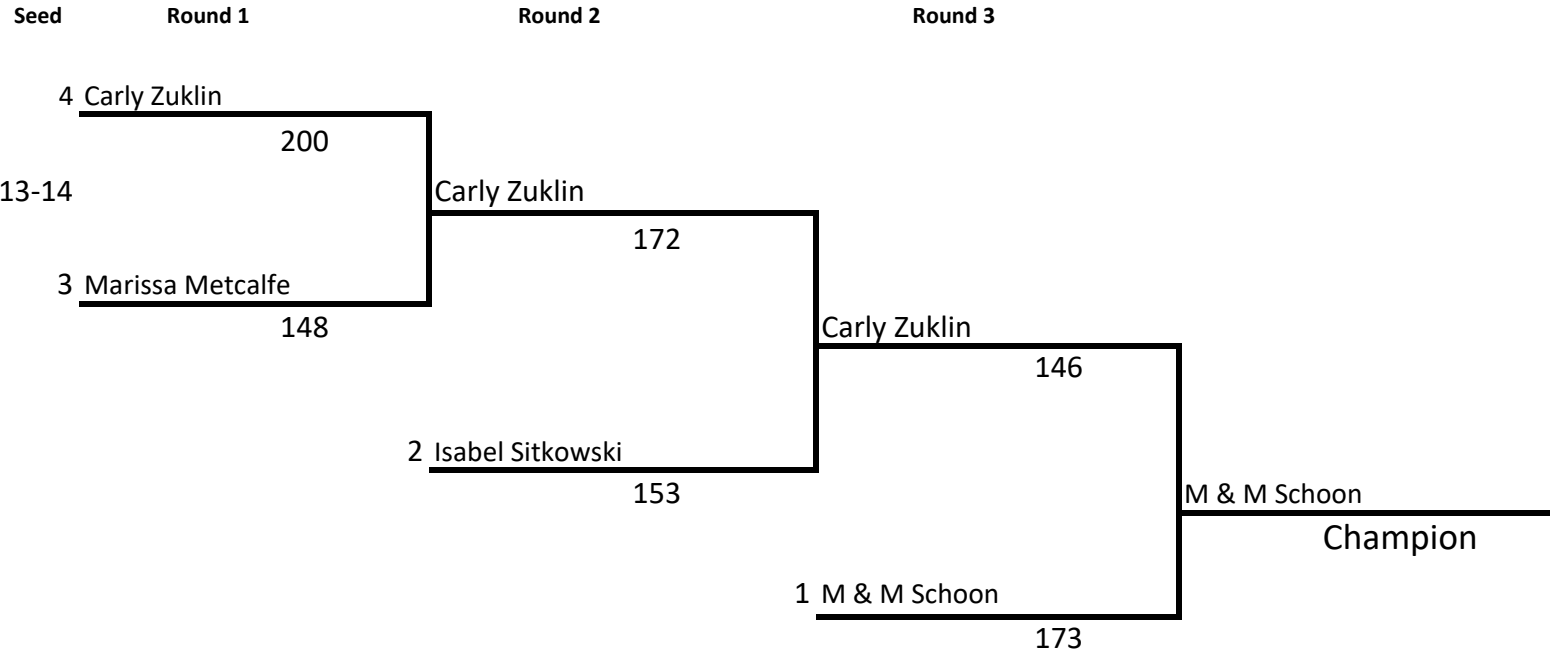 Seed Round 1 Round 2 Round 3
4 Carly Zuklin
200
13-14
Carly Zuklin
172
3 Marissa Metcalfe
148
Carly Zuklin
146
2 Isabel Sitkowski
153
M & M Schoon
Champion
1 M & M Schoon
173